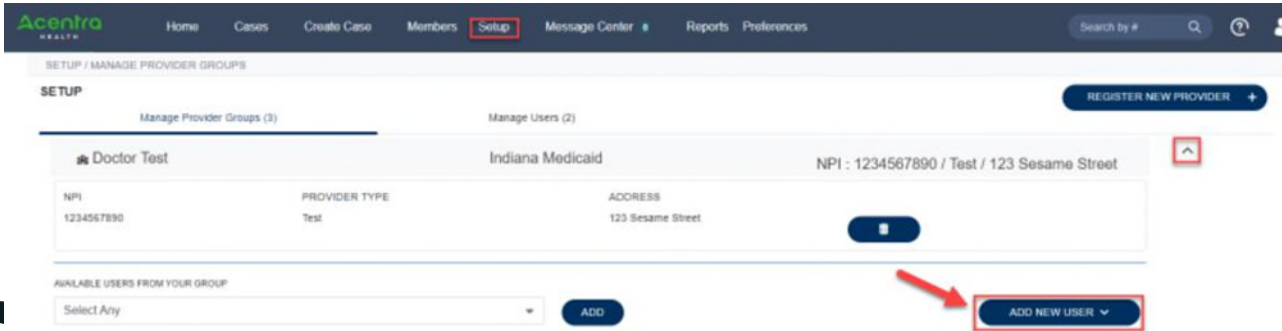 Acentra
HEALTH
Home Cases Create Case Members Setup Message Center 0 Reports Preferences Search by #
SETUP / MANAGE PROVIDER GROUPS
SETUP
REGISTER NEW PROVIDER +
Manage Provider Groups (3) Manage Users (2)
Doctor Test Indiana Medicaid NPI : 1234567890 / Test / 123 Sesame Street
NPI PROVIDER TYPE ADDRESS
1234567890 Test 123 Sesame Street
AVAILABLE USERS FROM YOUR GROUP
Select Any ADD ADD NEW USER